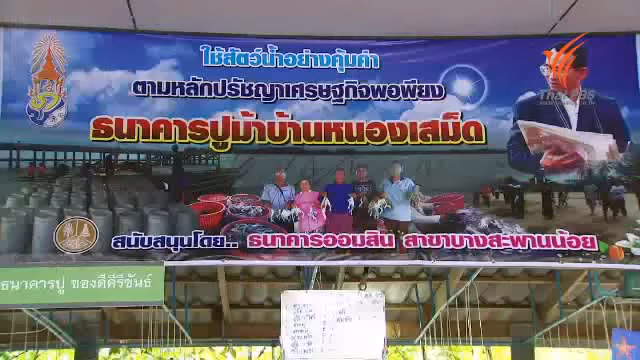 ใช้สัตว์น้ำอย่างคุ้มค่า
ตามหลักปรัชญาเศรษฐกิจพอเพียง
ธนาคารปูม้าบ้านหนองเสม็ด
สนับสนุนโดย.. ธนาคารออมสิน สาขาบางสะพานน้อย
ธนาคารปู ของดีคีรีขันธ์